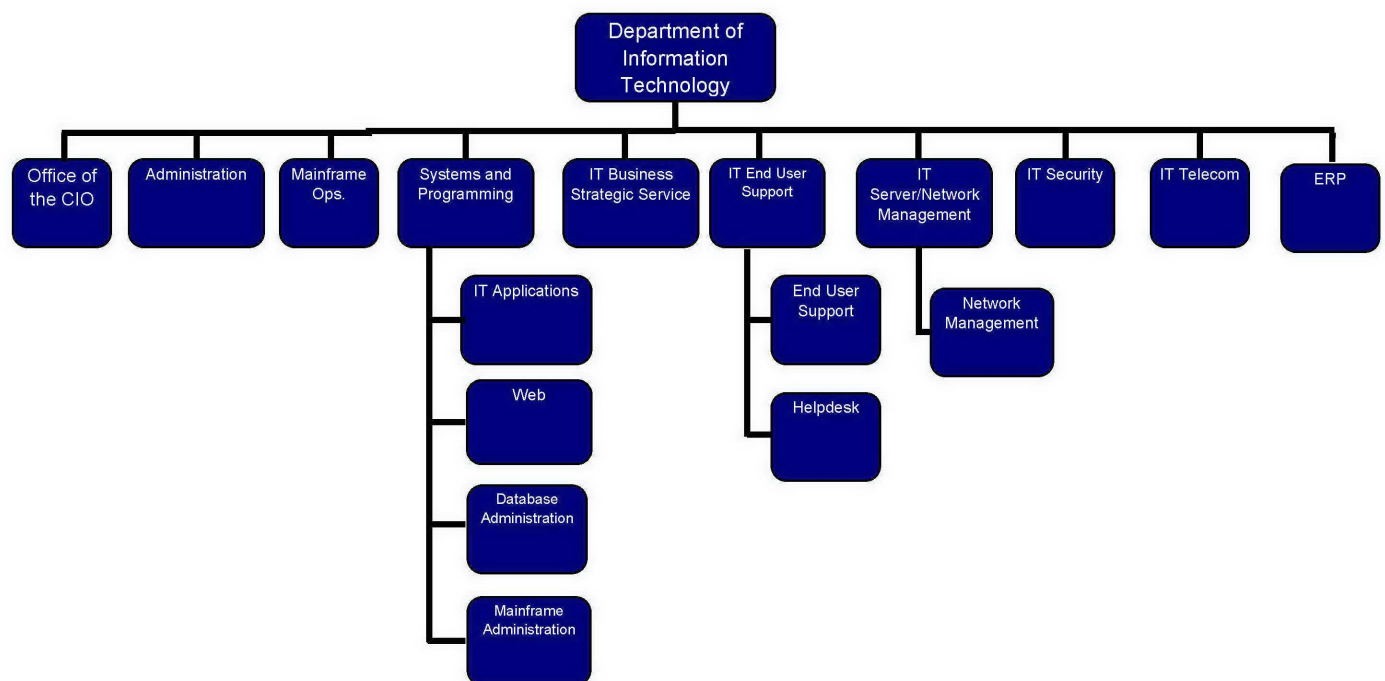 Department of
Information
Technology
Office of
the CIO
Administration
Mainframe
Ops.
Systems and
Programming
IT Business
Strategic Service
IT End User
Support
IT
Server/Network
Management
IT Security
IT Telecom
ERP
IT Applications
Web
Database
Administration
Mainframe
Administration
End User
Support
Helpdesk
Network
Management